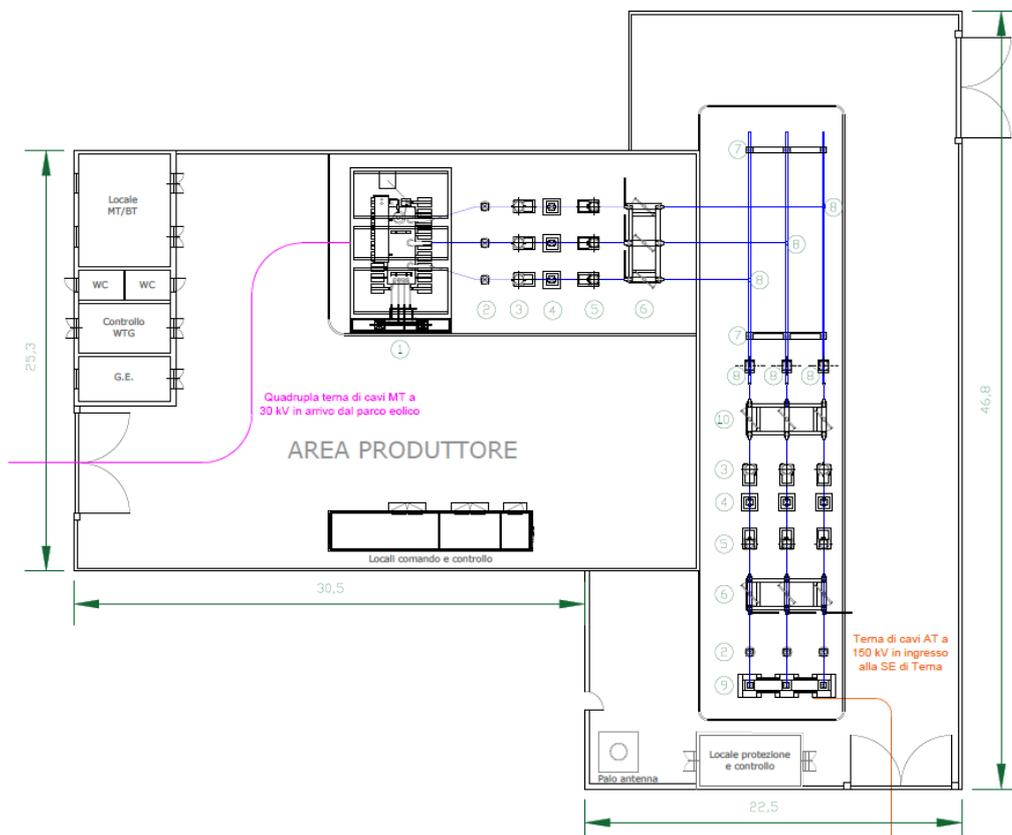 7
Locale
MT/BT
8
8
WC
WC
8
2
3
4
5
6
Controllo
WTG
7
1
25,3
G.E.
8
8
8
Quadrupla terna di cavi MT a
30 kV in arrivo dal parco eolico
46,8
10
AREA PRODUTTORE
3
4
5
Locali comando e controllo
30,5
6
Terna di cavi AT a
150 kV in ingresso
alla SE di Terna
2
9
Locale protezione
e controllo
Palo antenna
22,5